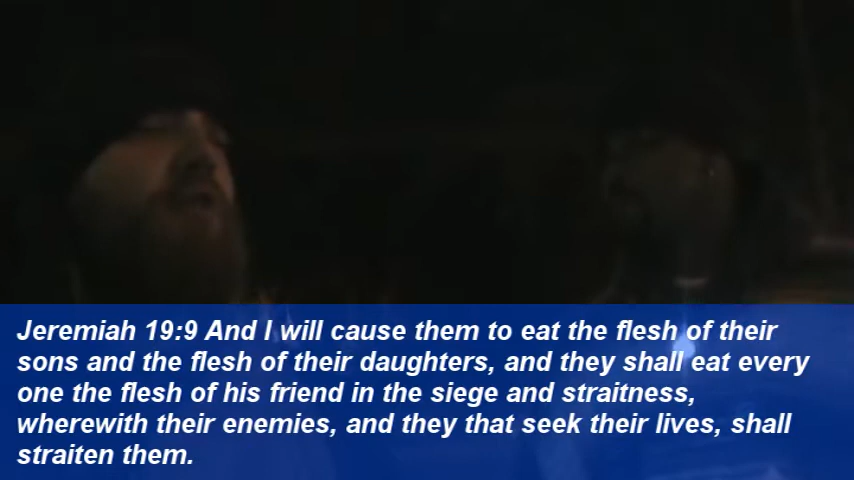 Jeremiah 19:9 And I will cause them to eat the flesh of their
sons and the flesh of their daughters, and they shall eat every
one the flesh of his friend in the siege and straitness,
wherewith their enemies, and they that seek their lives, shall
straiten them.